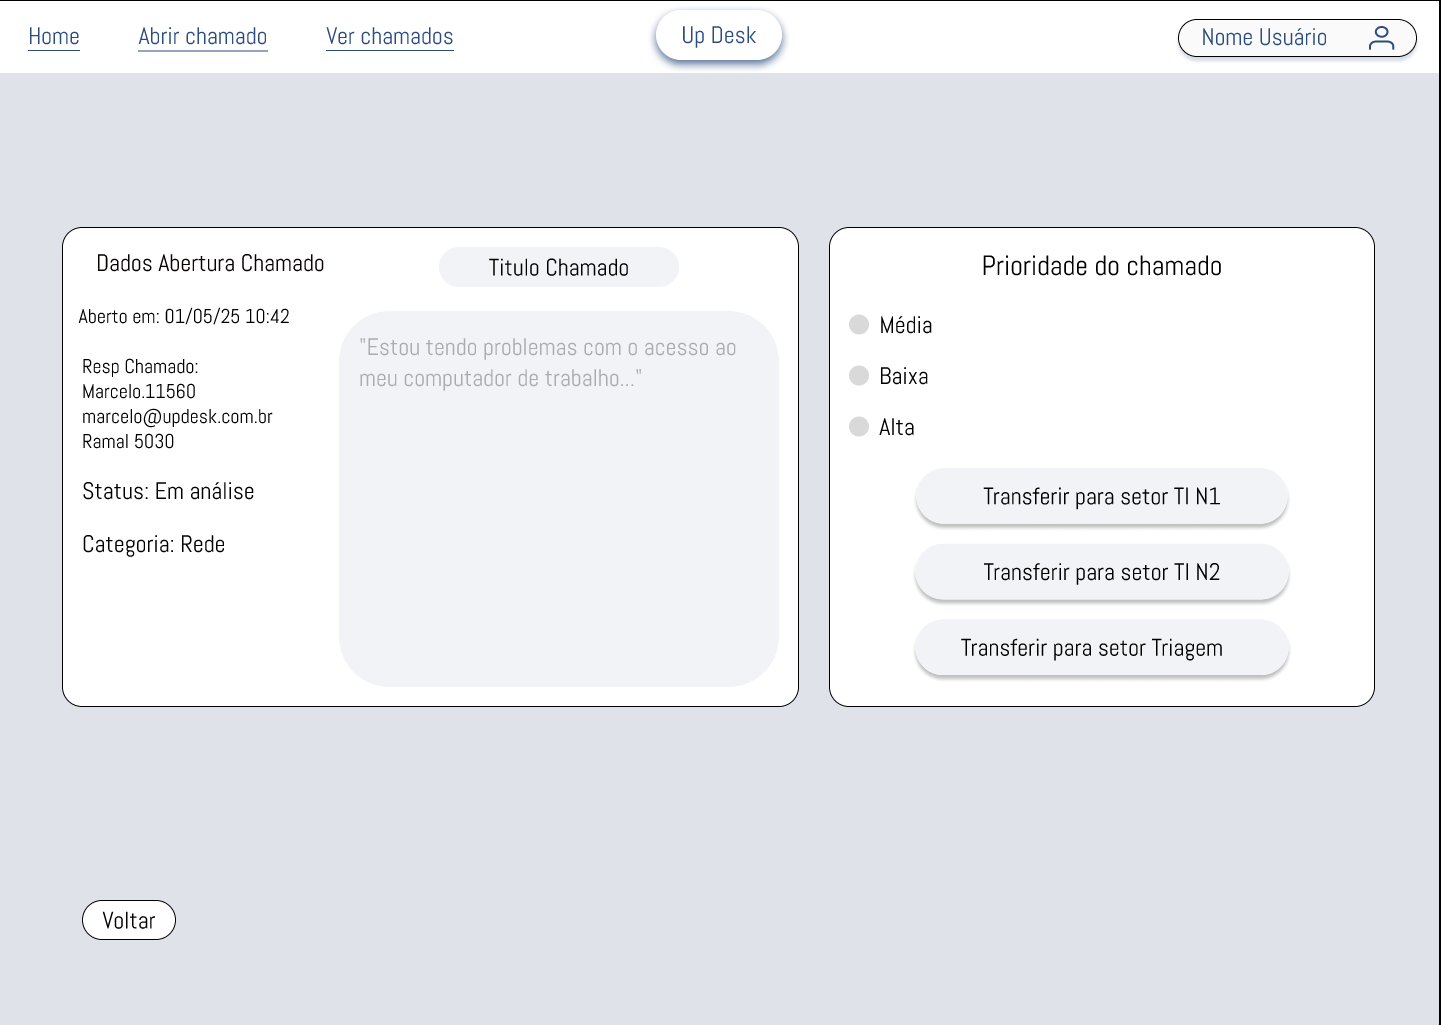 Home
Abrir chamado
Ver chamados
Up Desk
Nome Usuário
Dados Abertura Chamado
Aberto em: 01/05/25 10:42
Resp Chamado:
Marcelo.11560
marcelo@updesk.com.br
Ramal 5030
Status: Em análise
Categoria: Rede
Titulo Chamado
"Estou tendo problemas com o acesso ao
meu computador de trabalho..."
Prioridade do chamado
Média
Baixa
Alta
Transferir para setor TI N1
Transferir para setor TI N2
Transferir para setor Triagem
Voltar